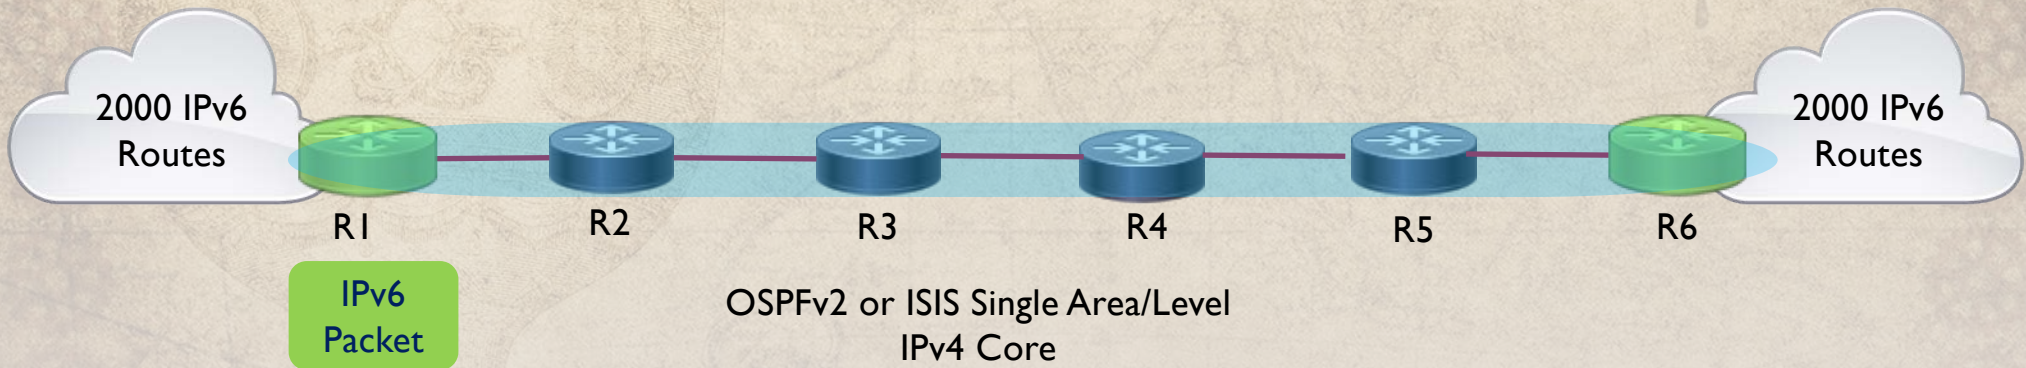 2000 IPv6
Routes
2000 IPv6
Routes
R1
R2
R3
R4
R5
R6
IPv6
Packet
OSPFv2 or ISIS Single Area/Level
IPv4 Core